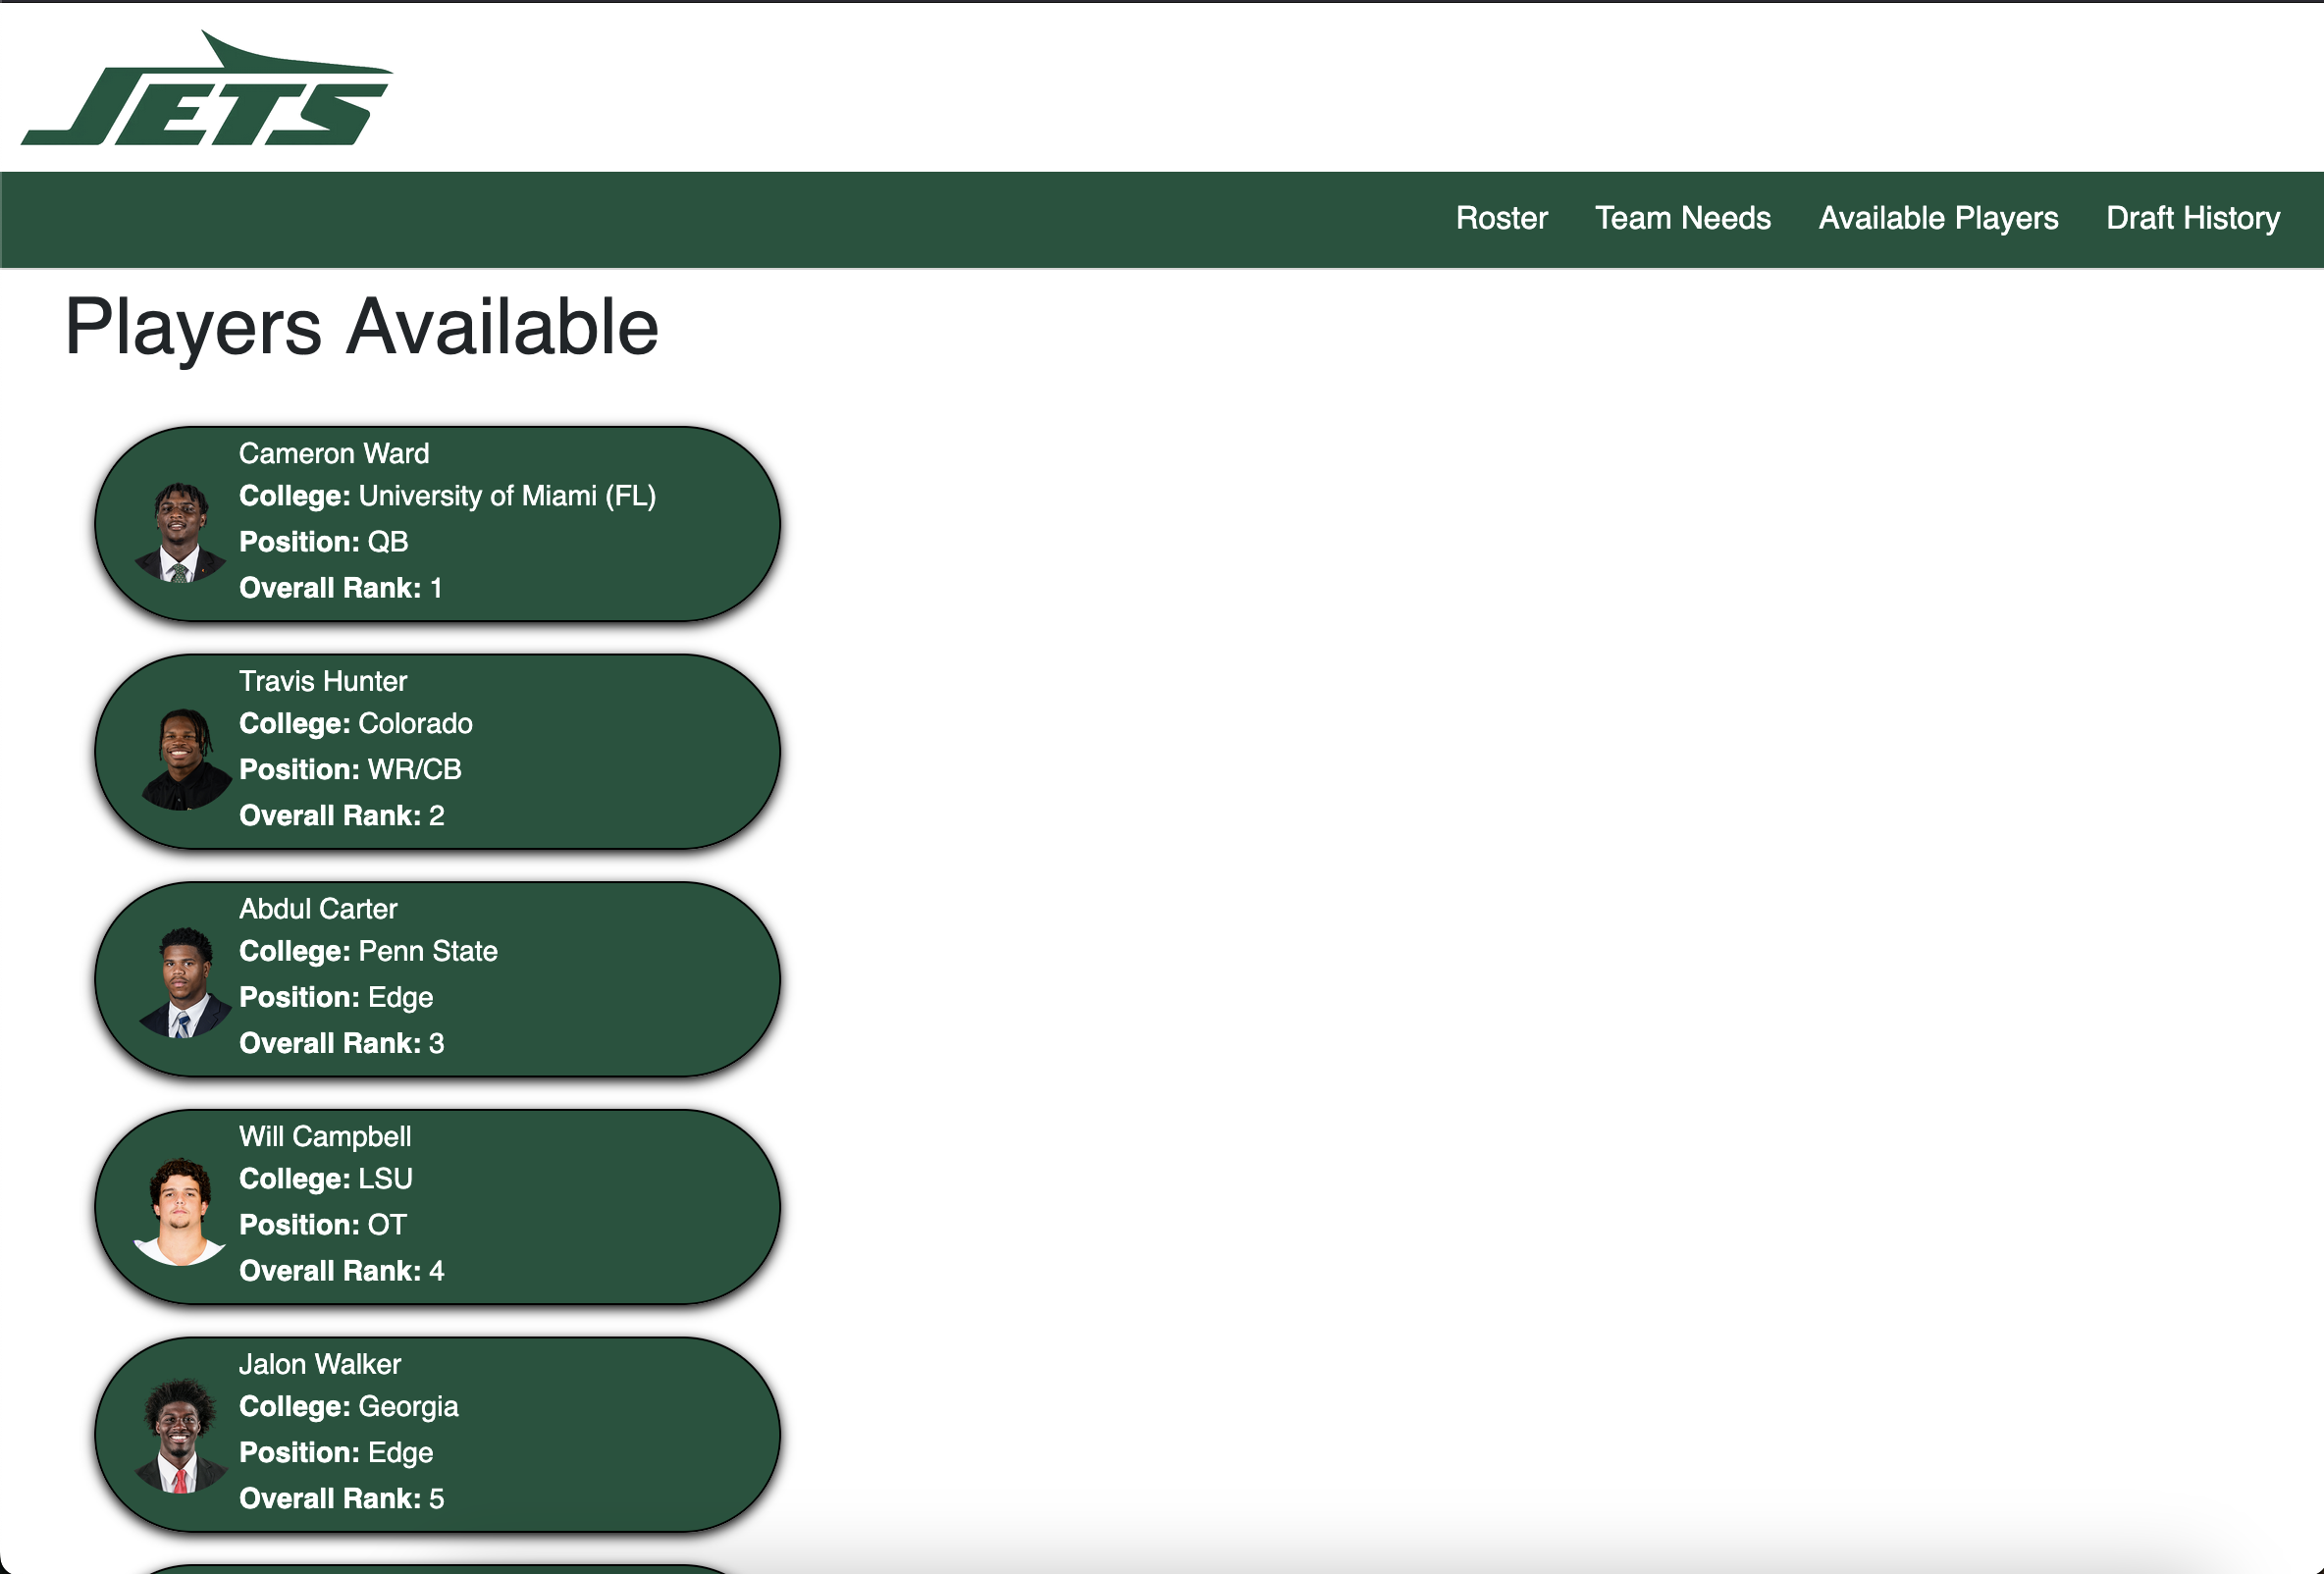 JETS
Roster Team Needs Available Players Draft History
Players Available
Cameron Ward
College: University of Miami (FL)
Position: QB
Overall Rank: 1
Travis Hunter
College: Colorado
Position: WR/CB
Overall Rank: 2
Abdul Carter
College: Penn State
Position: Edge
Overall Rank: 3
Will Campbell
College: LSU
Position: OT
Overall Rank: 4
Jalon Walker
College: Georgia
Position: Edge
Overall Rank: 5